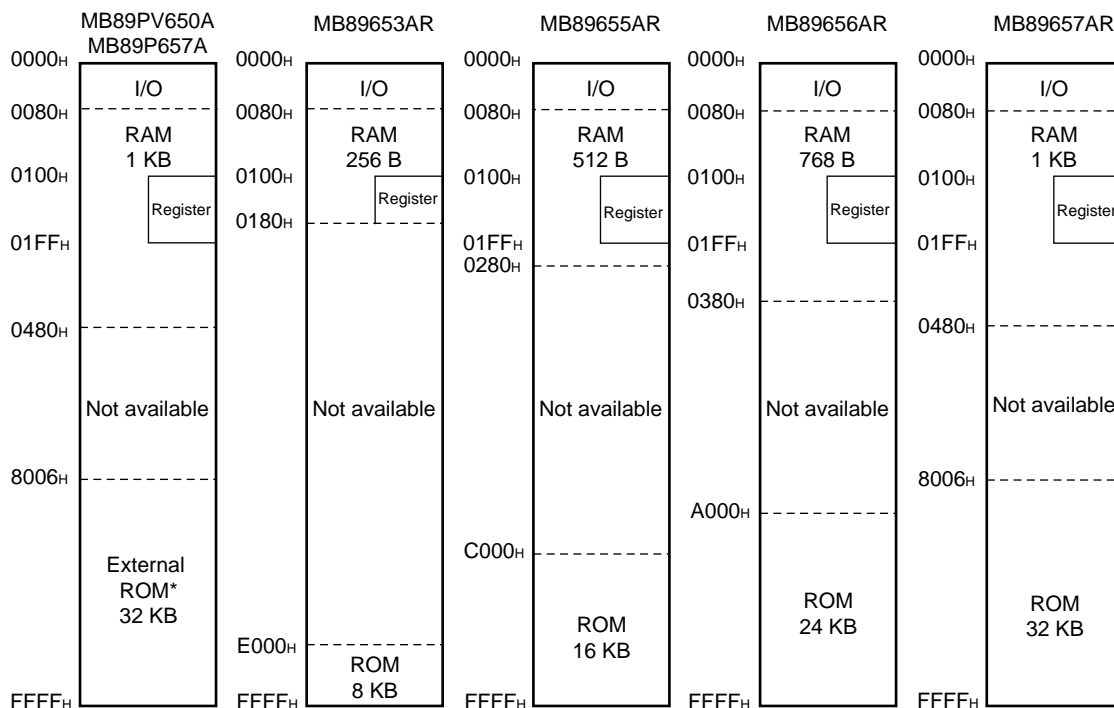 MB89PV650A
MB89P657A
0000H
I/O
0080H
RAM
1 KB
0100H
Register
01FFH
0480H
Not available
8006H
External
ROM*
32 KB
FFFFH
MB89653AR
0000H
I/O
0080H
RAM
256 B
0100H
Register
0180H
Not available
E000H
ROM
8 KB
FFFFH
MB89655AR
0000H
I/O
0080H
RAM
512 B
0100H
Register
01FFH
0280H
Not available
C000H
ROM
16 KB
FFFFH
MB89656AR
0000H
I/O
0080H
RAM
768 B
0100H
Register
01FFH
0380H
Not available
A000H
ROM
24 KB
FFFFH
MB89657AR
0000H
I/O
0080H
RAM
1 KB
0100H
Register
01FFH
0480H
Not available
8006H
ROM
32 KB
FFFFH